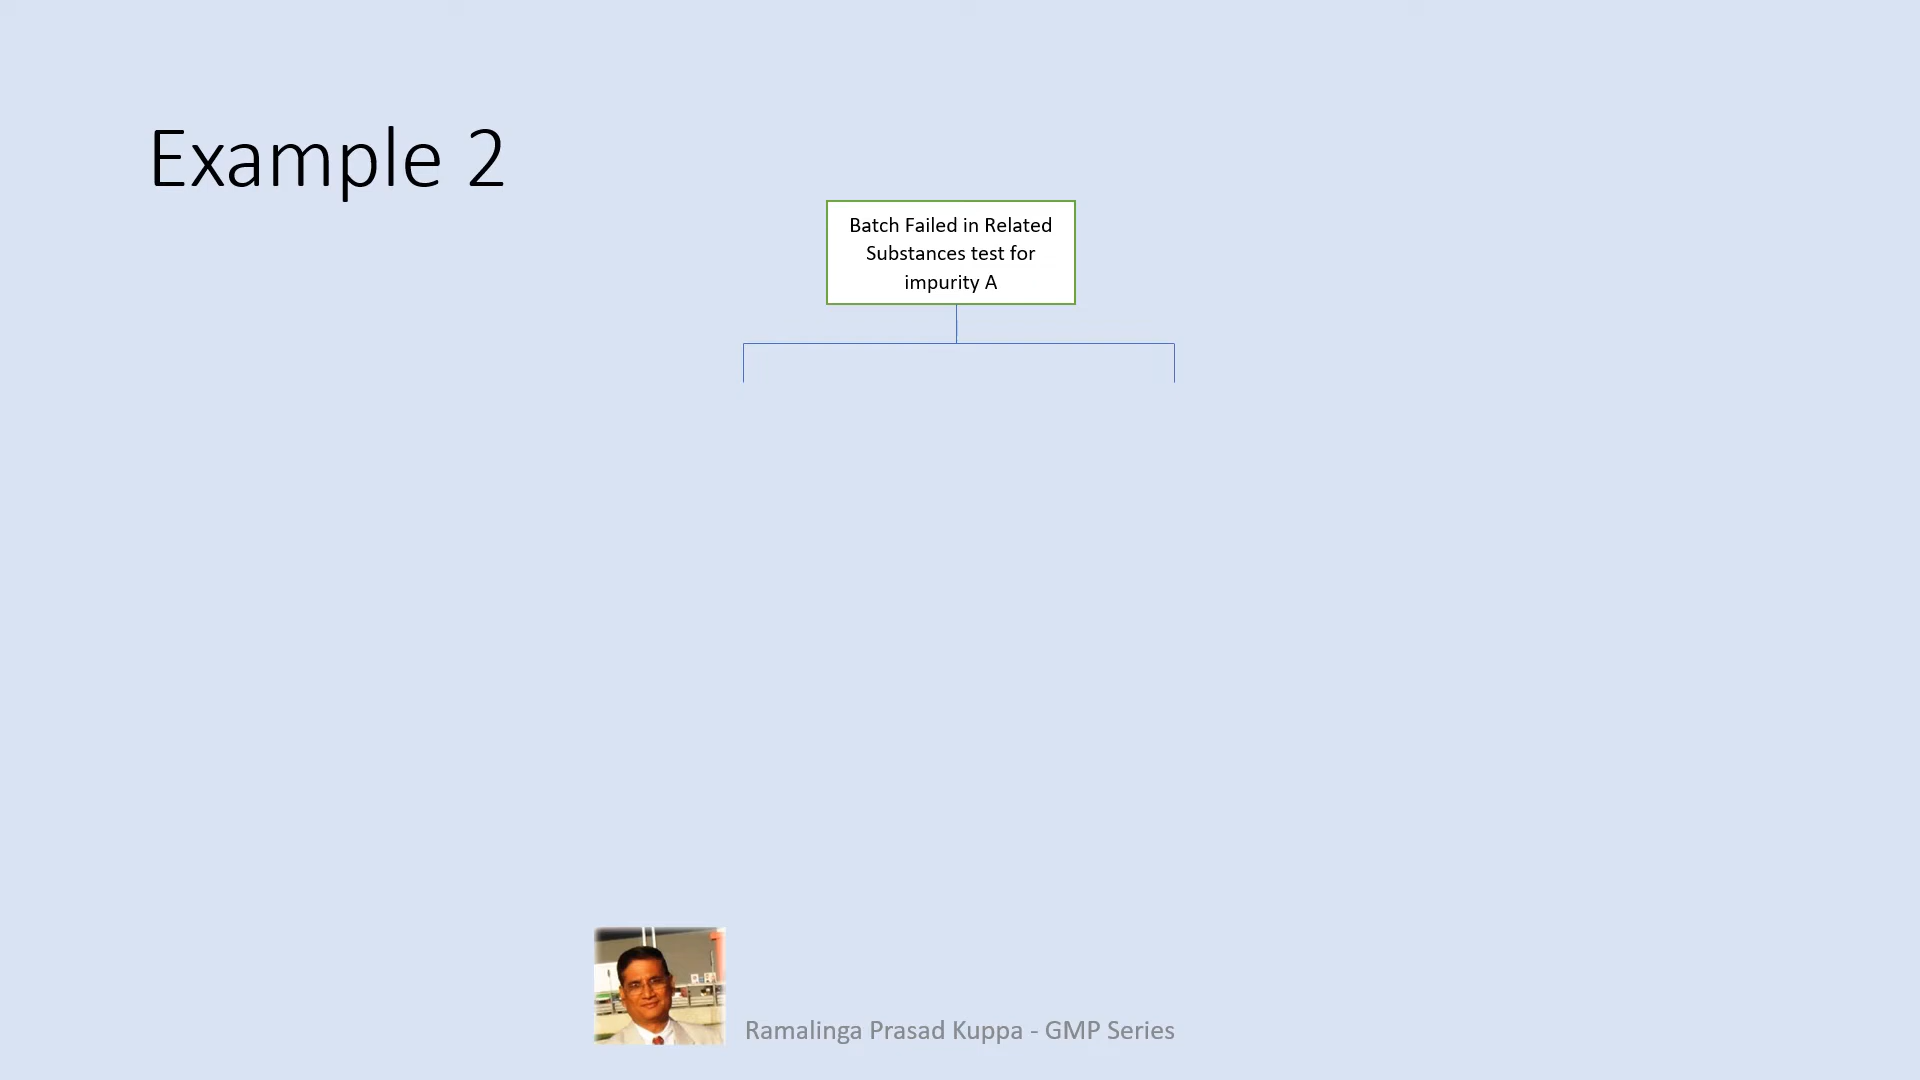 Example 2
Batch Failed in Related
Substances test for
impurity A
Ramalinga Prasad Kuppa - GMP Series